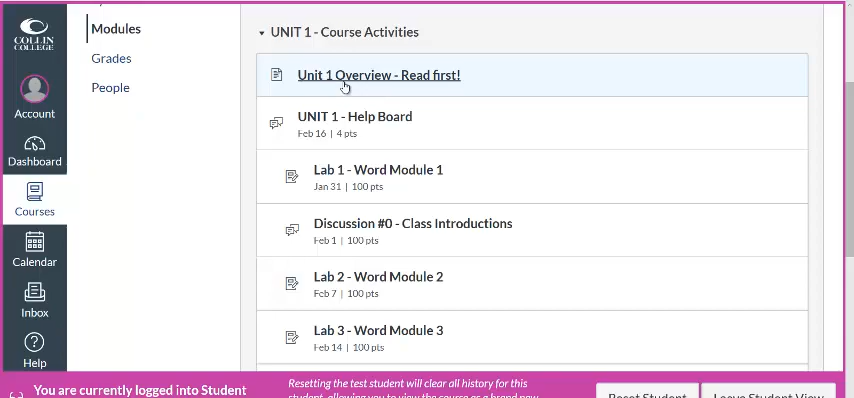 COLLIN
COLLEGE
Account
Dashboard
Courses
Calendar
Inbox
Help
Modules
Grades
People
UNIT 1 - Course Activities
Unit 1 Overview - Read first!
UNIT 1 - Help Board
Feb 16 | 4 pts
Lab 1 - Word Module 1
Jan 31 | 100 pts
Discussion #0 - Class Introductions
Feb 1 | 100 pts
Lab 2 - Word Module 2
Feb 7 | 100 pts
Lab 3 - Word Module 3
Feb 14 | 100 pts
You are currently logged into Student
Resetting the test student will clear all history for this
student, allowing you to view the course as a brand new
Reset Student
Leave Student View